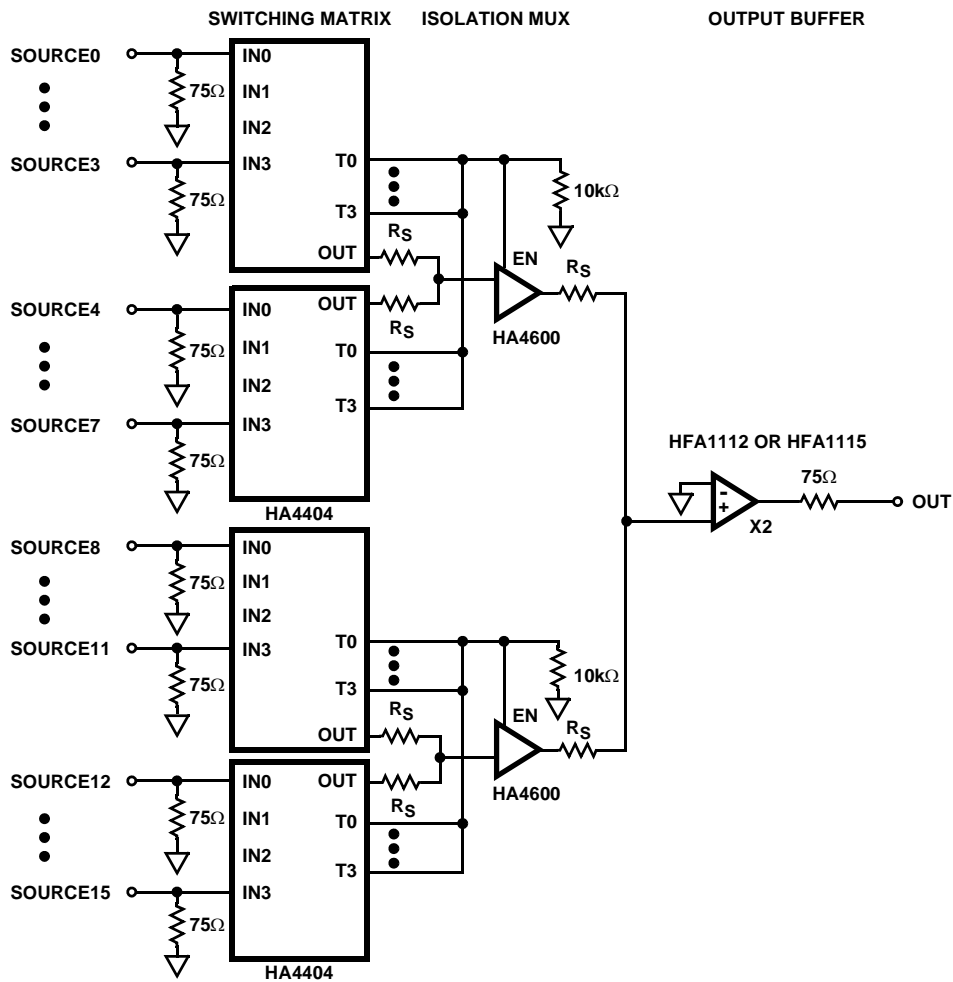 SWITCHING MATRIX
ISOLATION MUX
OUTPUT BUFFER
SOURCE0
75Ω
IN0
IN1
IN2
SOURCE3
IN3
75Ω
T0
T3
OUT
RS
10kΩ
EN
RS
HA4600
SOURCE4
75Ω
IN0
IN1
IN2
OUT
RS
T0
T3
SOURCE7
IN3
75Ω
HA4404
HFA1112 OR HFA1115
-
+
X2
75Ω
OUT
SOURCE8
75Ω
IN0
IN1
IN2
SOURCE11
IN3
75Ω
T0
T3
OUT
RS
10kΩ
EN
RS
HA4600
SOURCE12
75Ω
IN0
IN1
IN2
OUT
RS
T0
T3
SOURCE15
IN3
75Ω
HA4404